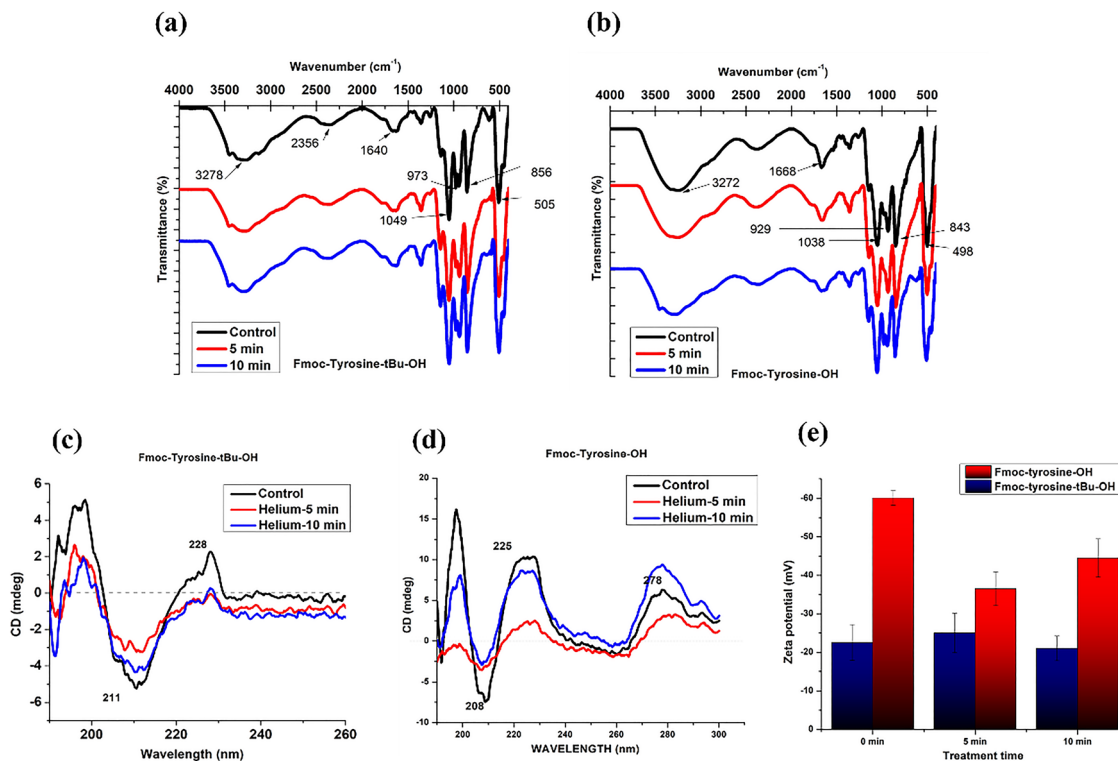 (a)
Wavenumber (cm-1)
4000 3500 3000 2500 2000 1500 1000 500
Transmittance (%)
3278
2356
1640
973
1049
856
505
Control
5 min
10 min
Fmoc-Tyrosine-tBu-OH
(b)
Wavenumber (cm-1)
4000 3500 3000 2500 2000 1500 1000 500
Transmittance (%)
3272
1668
929
1038
843
498
Control
5 min
10 min
Fmoc-Tyrosine-OH
(c)
Fmoc-Tyrosine-tBu-OH
CD (mdeg)
6
4
2
0
-2
-4
-6
Control
Helium-5 min
Helium-10 min
228
211
200 220 240 260
Wavelength (nm)
(d)
Fmoc-Tyrosine-OH
CD (mdeg)
20
15
10
5
0
-5
-10
Control
Helium-5 min
Helium-10 min
225
278
208
200 220 240 260 280 300
WAVELENGTH (nm)
(e)
Fmoc-tyrosine-OH
Fmoc-tyrosine-tBu-OH
Zeta potential (mV)
-60
-50
-40
-30
-20
-10
0
0 min 5 min 10 min
Treatment time